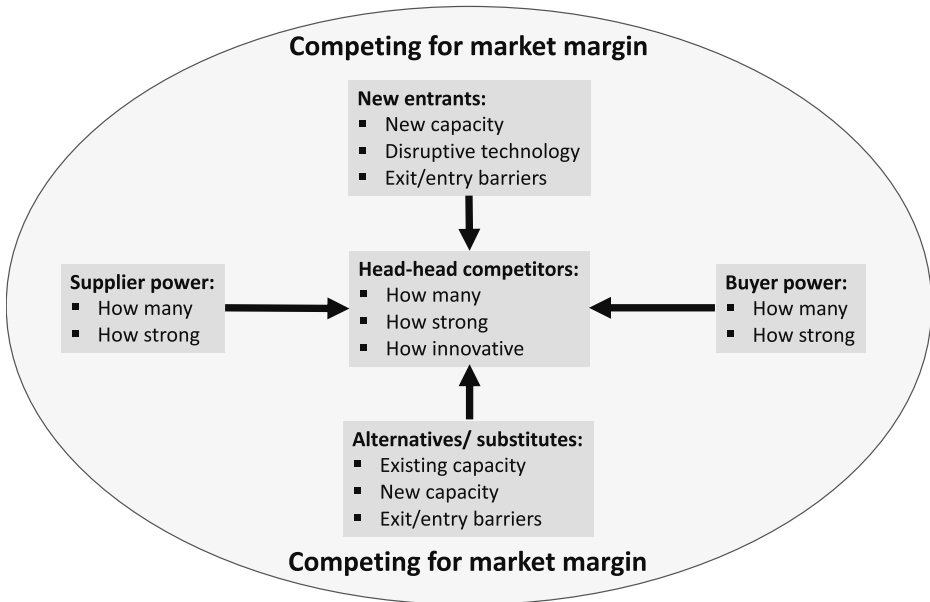 Competing for market margin
New entrants:
▪ New capacity
▪ Disruptive technology
▪ Exit/entry barriers
Supplier power:
▪ How many
▪ How strong
Head-head competitors:
▪ How many
▪ How strong
▪ How innovative
Buyer power:
▪ How many
▪ How strong
Alternatives/ substitutes:
▪ Existing capacity
▪ New capacity
▪ Exit/entry barriers
Competing for market margin